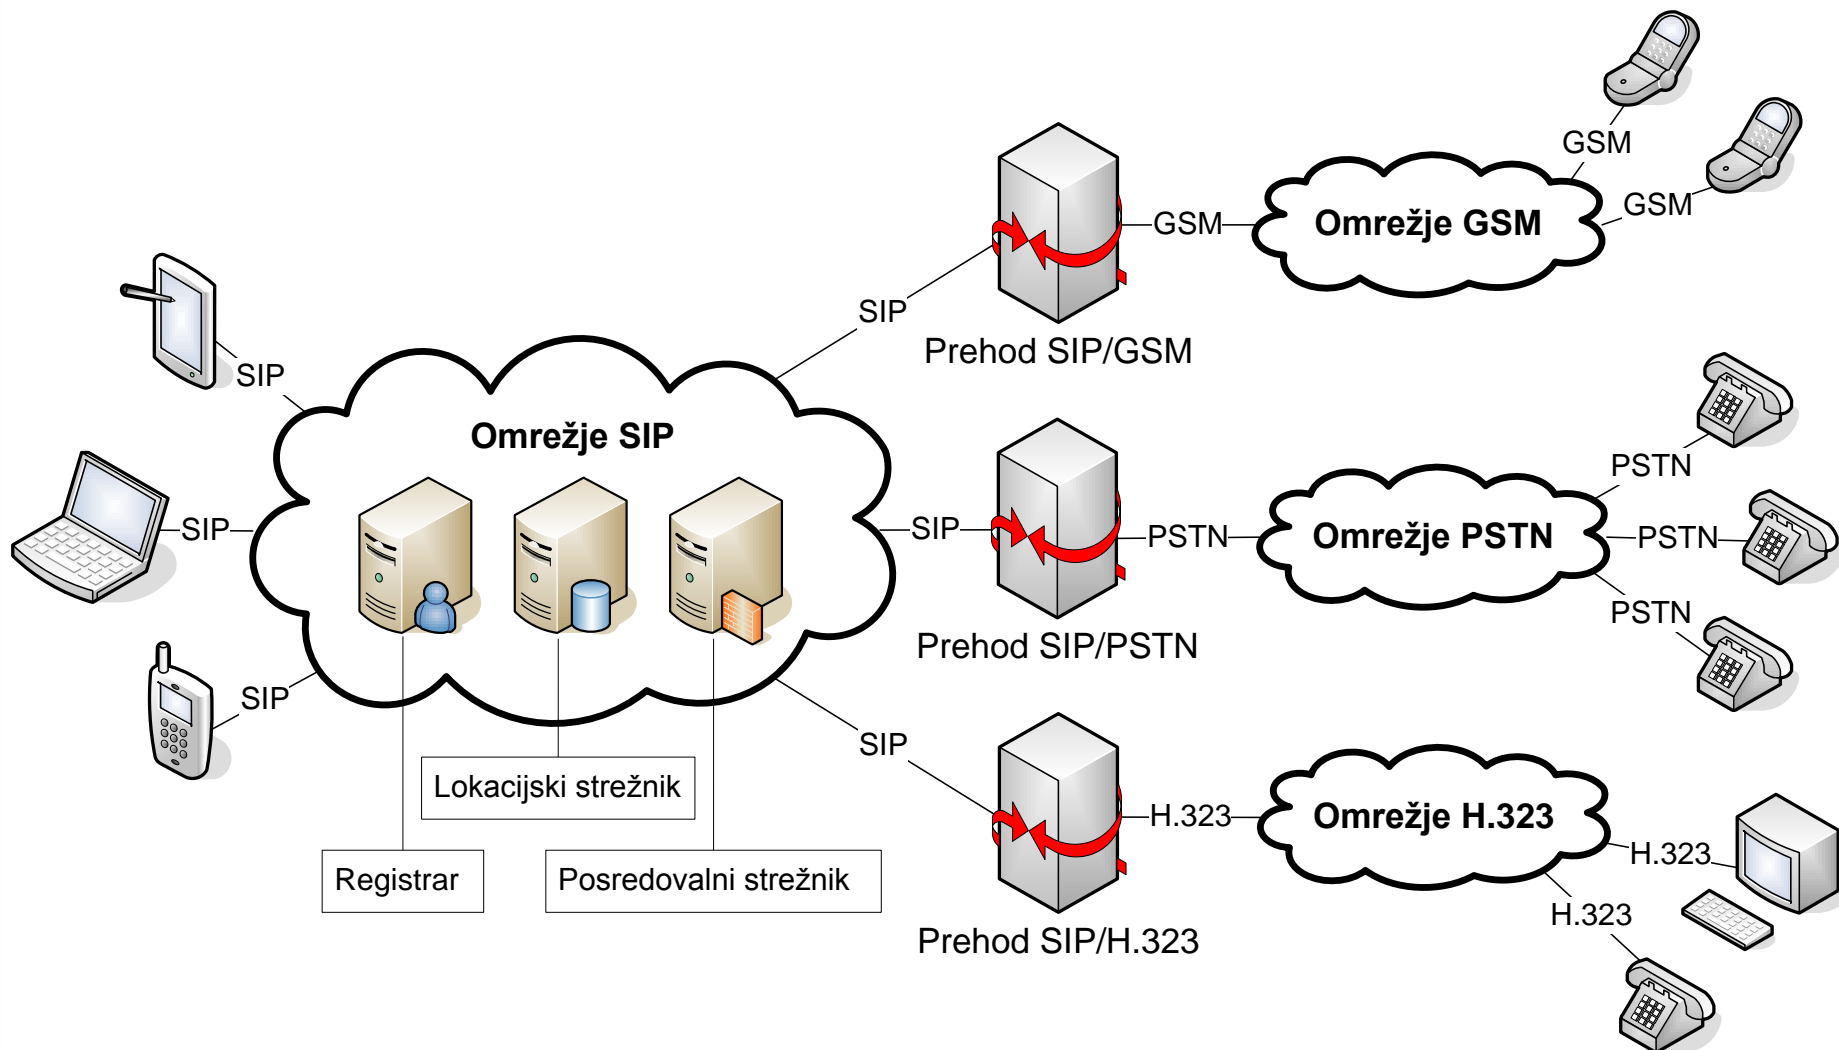 GSM
GSM
GSM
Omrežje GSM
SIP
Prehod SIP/GSM
SIP
Omrežje SIP
PSTN
SIP
SIP
PSTN
Omrežje PSTN
PSTN
PSTN
Prehod SIP/PSTN
SIP
SIP
Lokacijski strežnik
H.323
Omrežje H.323
H.323
Registrar
Posredovalni strežnik
H.323
Prehod SIP/H.323